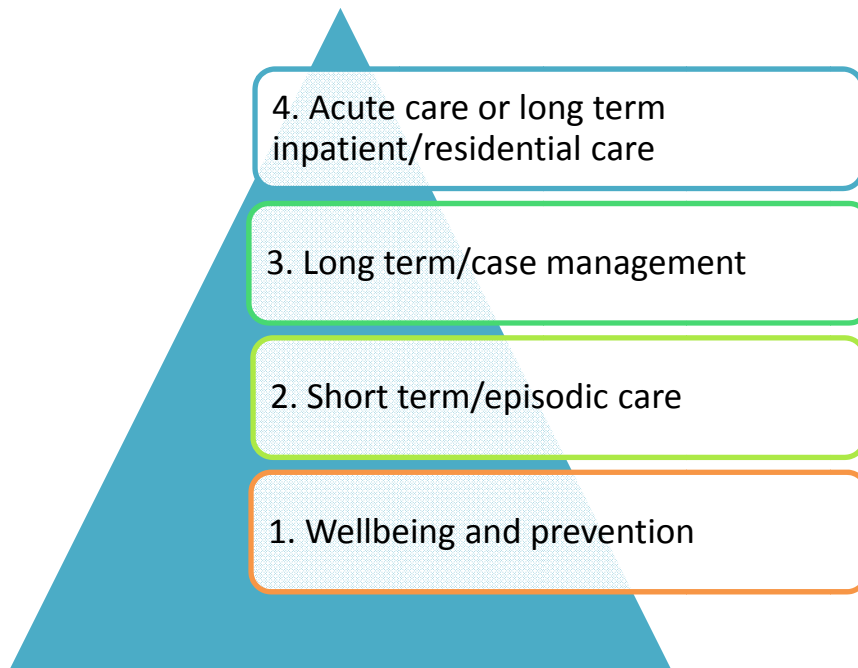 4. Acute care or long term
inpatient/residential care
3. Long term/case management
2. Short term/episodic care
1. Wellbeing and prevention